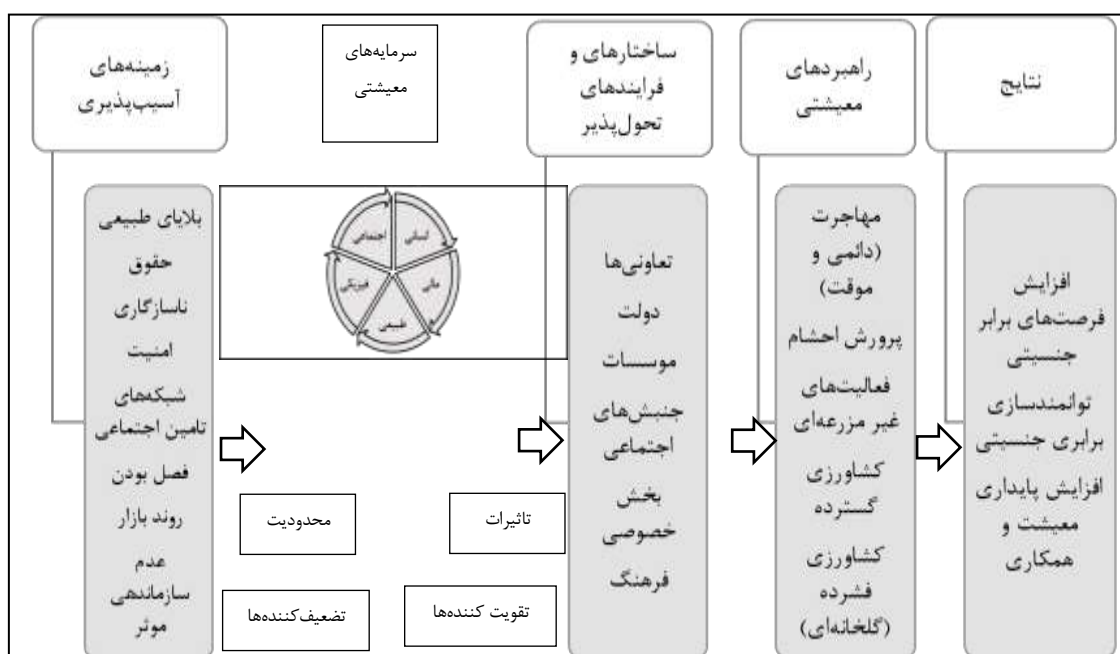 زمینه‌های
آسیب‌پذیری
سرمایه‌های
معیشتی
ساختارهای و
فرایندهای
تحول‌پذیر
راهبردهای
معیشتی
نتایج
بلایای طبیعی
حقوق
ناسازگاری
امنیت
شبکه‌های
تامین اجتماعی
فصل بودن
روند بازار
عدم
سازماندهی
موثر
اجتماعی
انسانی
فیزیکی
مالی
طبیعی
محدودیت
تاثیرات
تضعیف‌کننده‌ها
تقویت کننده‌ها
تعاونی‌ها
دولت
موسسات
جنبش‌های
اجتماعی
بخش
خصوصی
فرهنگ
مهاجرت
(دائمی و
موقت)
پرورش احشام
فعالیت‌های
غیر مزرعه‌ای
کشاورزی
گسترده
کشاورزی
فشرده
(گلخانه‌ای)
افزایش
فرصت‌های برابر
جنسیتی
توانمندسازی
برابری جنسیتی
افزایش پایداری
معیشت و
همکاری